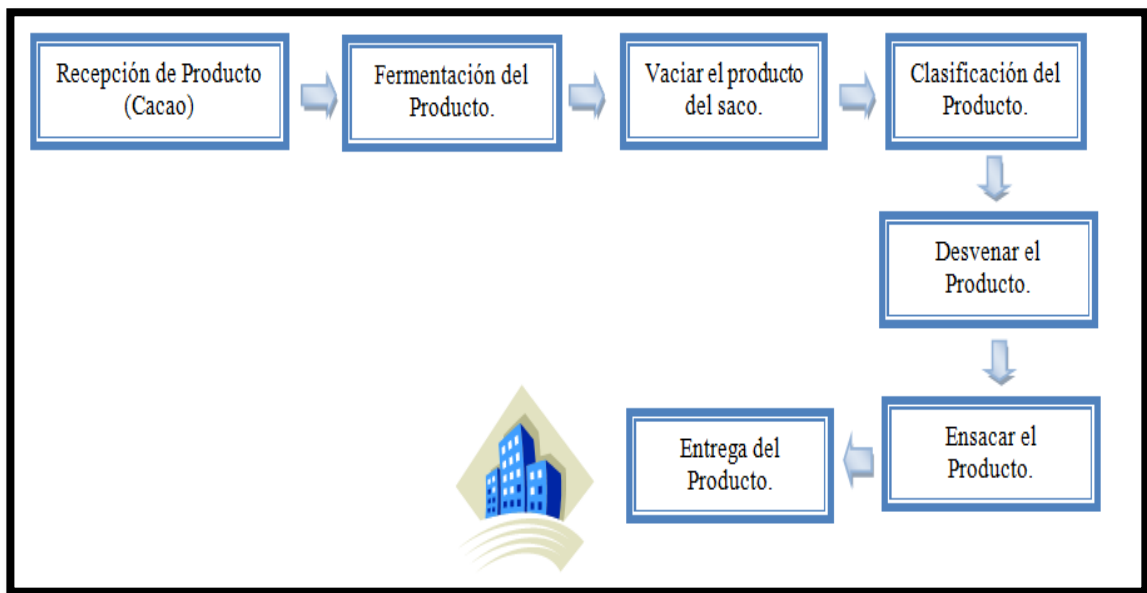 Recepción de Producto
(Cacao)
Fermentación del
Producto.
Vaciar el producto
del saco.
Clasificación del
Producto.
Desvenar el
Producto.
Ensacar el
Producto.
Entrega del
Producto.